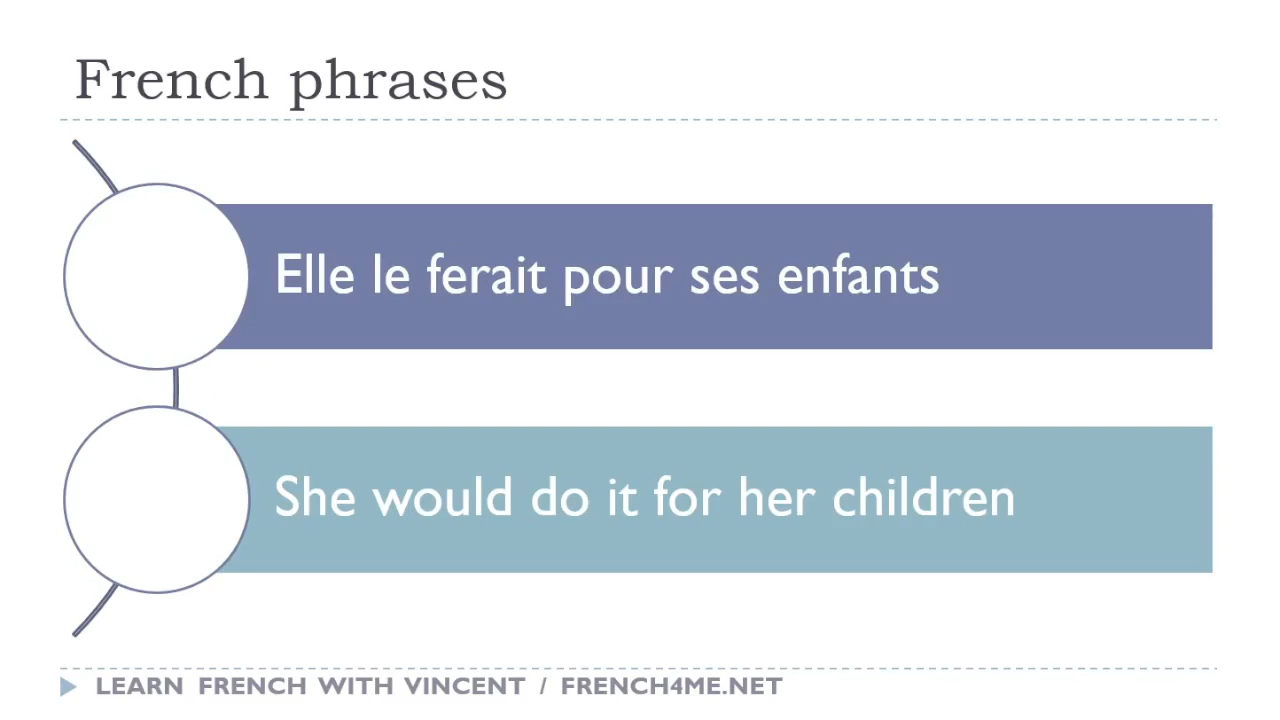 French phrases
Elle le ferait pour ses enfants
She would do it for her children
LEARN FRENCH WITH VINCENT / FRENCH4ME.NET